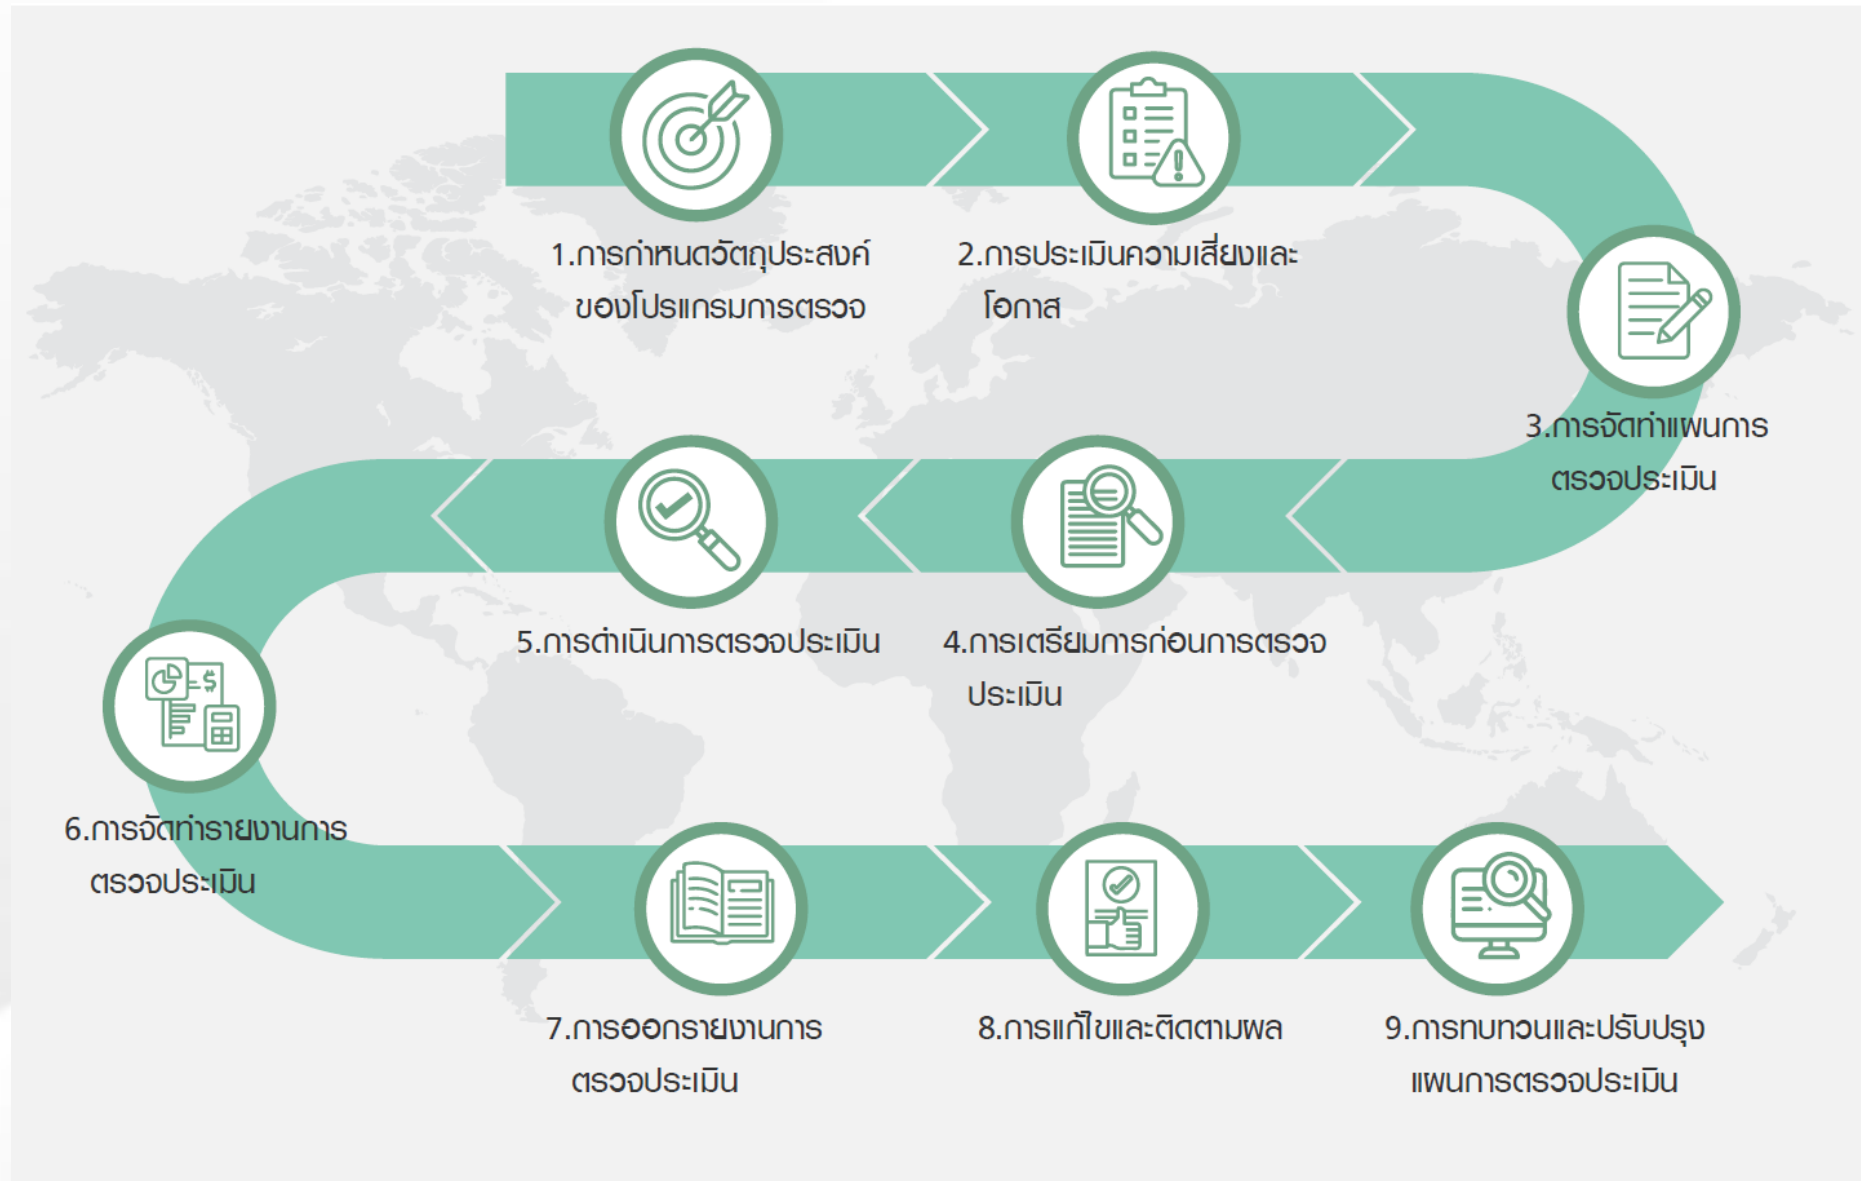 1.การกำหนดวัตถุประสงค์
ของโปรแกรมการตรวจ
2.การประเมินความเสี่ยงและ
โอกาส
3.การจัดทำแผนการ
ตรวจประเมิน
4.การเตรียมการก่อนการตรวจ
ประเมิน
5.การดำเนินการตรวจประเมิน
6.การจัดทำรายงานการ
ตรวจประเมิน
7.การออกรายงานการ
ตรวจประเมิน
8.การแก้ไขและติดตามผล
9.การทบทวนและปรับปรุง
แผนการตรวจประเมิน